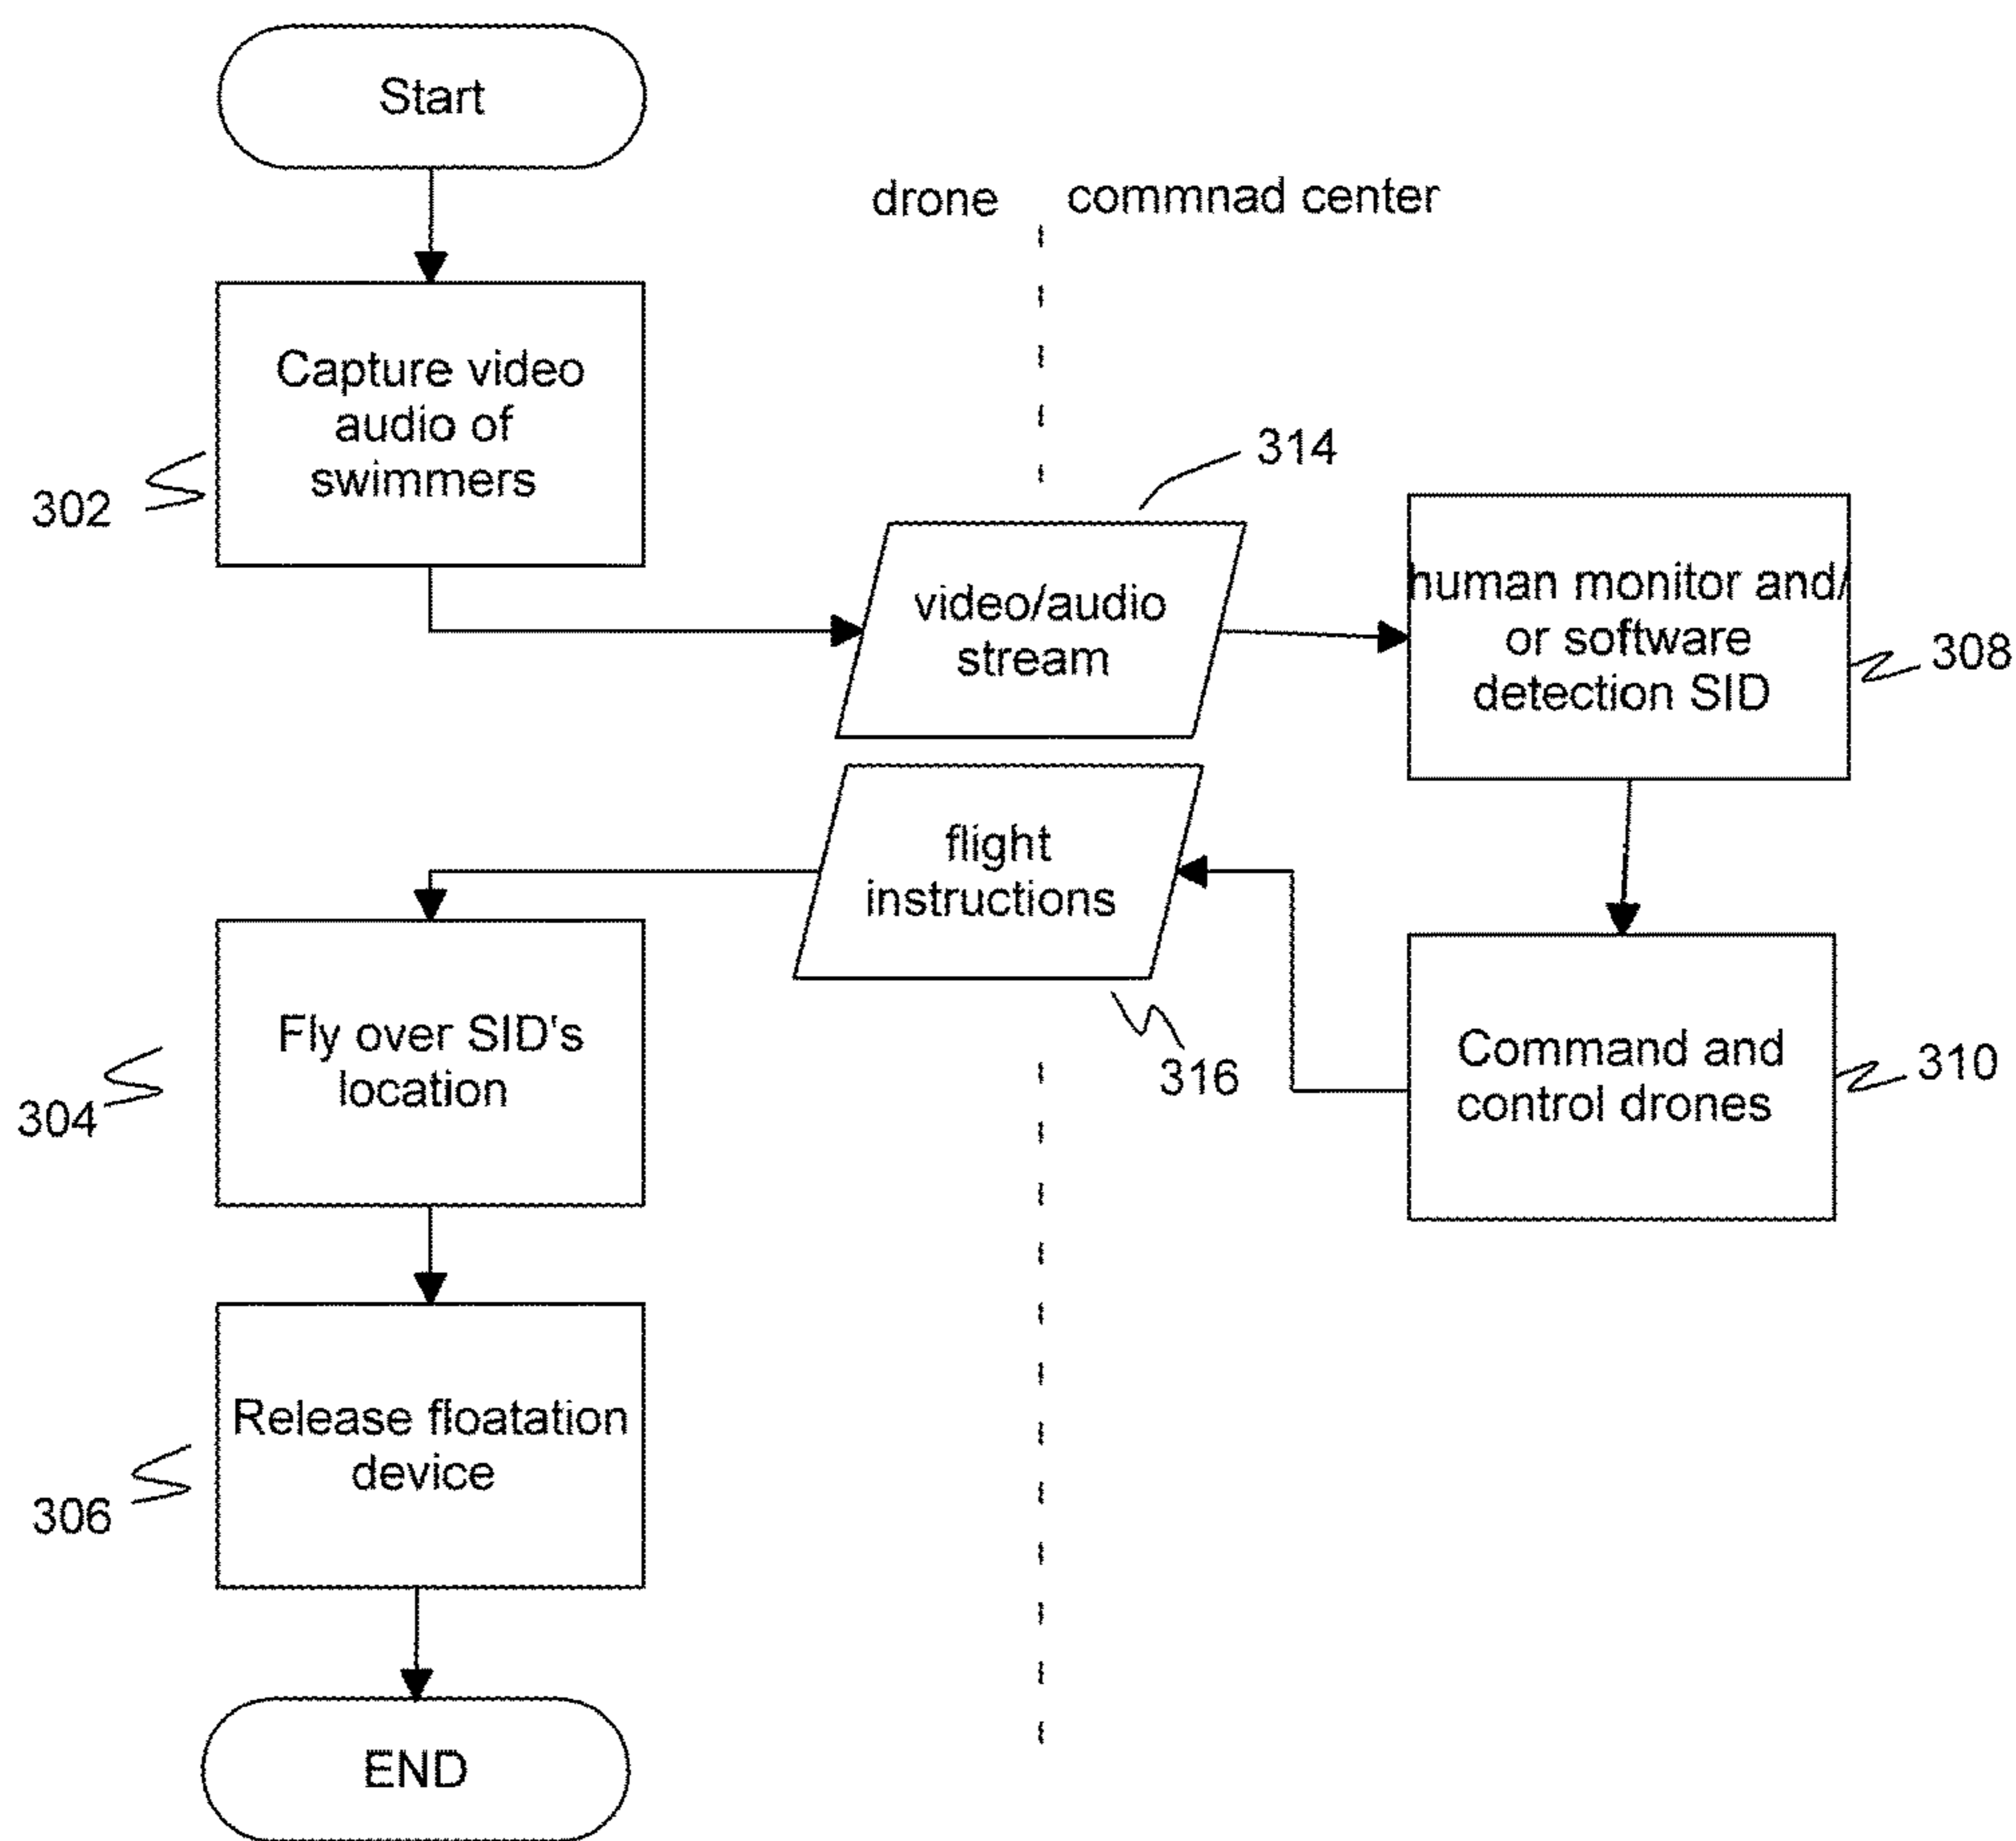 Start
drone
commnad center
Capture video
audio of
swimmers
302
314
video/audio
stream
human monitor and/
or software
detection SID
308
flight
instructions
316
Command and
control drones
310
Fly over SID's
location
304
Release floatation
device
306
END